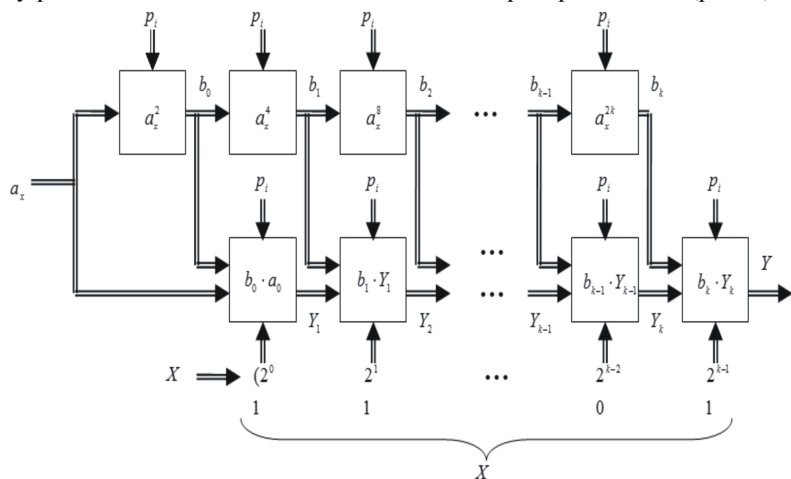 p_i p_i p_i p_i
a_x^2 b_0 a_x^4 b_1 a_x^8 b_2 ... b_{k-1} a_x^{2k} b_k
a_x
p_i p_i p_i p_i
b_0 · a_0 b_1 · Y_1 ... b_{k-1} · Y_{k-1} b_k · Y_k Y
Y_1 Y_2 ... Y_{k-1} Y_k
X (2^0 2^1 ... 2^{k-2} 2^{k-1}
1 1 0 1
X